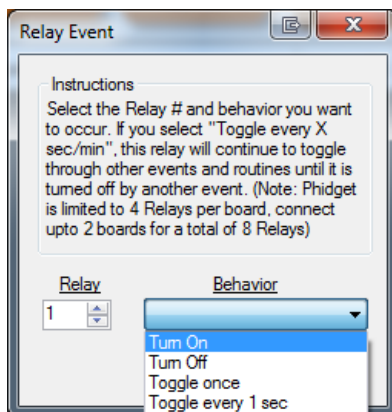 Relay Event
Instructions
Select the Relay # and behavior you want
to occur. If you select "Toggle every X
sec/min", this relay will continue to toggle
through other events and routines until it is
turned off by another event. (Note: Phidget
is limited to 4 Relays per board, connect
upto 2 boards for a total of 8 Relays)
Relay Behavior
1
Turn On
Turn Off
Toggle once
Toggle every 1 sec